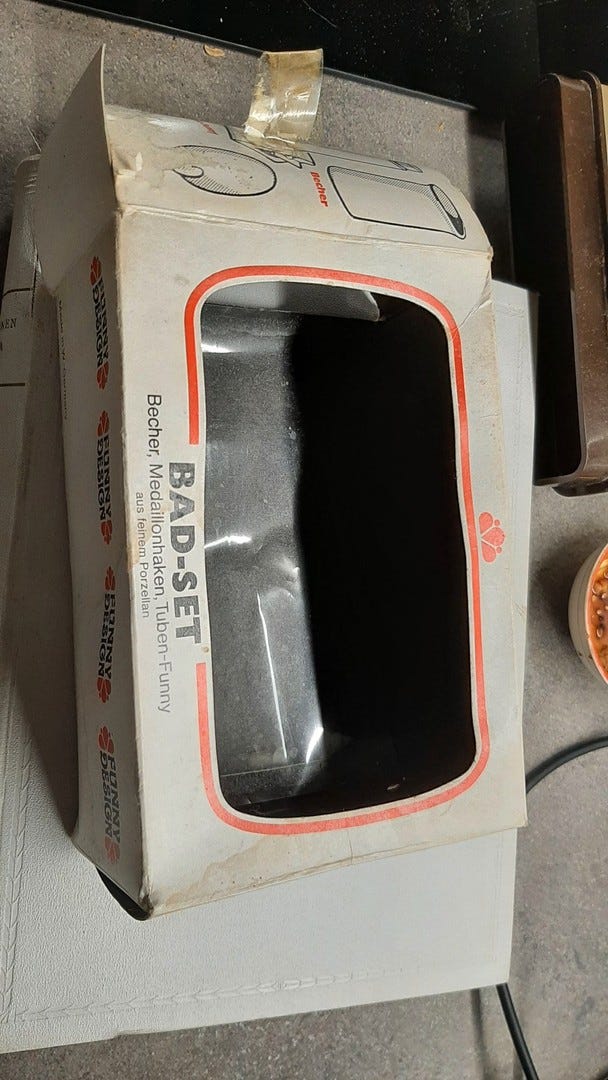 Becher
BAD-SET
Becher, Medaillonhaken, Tuben-Funny
aus feinem Porzellan
FUNNY
DESIGN
FUNNY
DESIGN
FUNNY
DESIGN
FUNNY
DESIGN